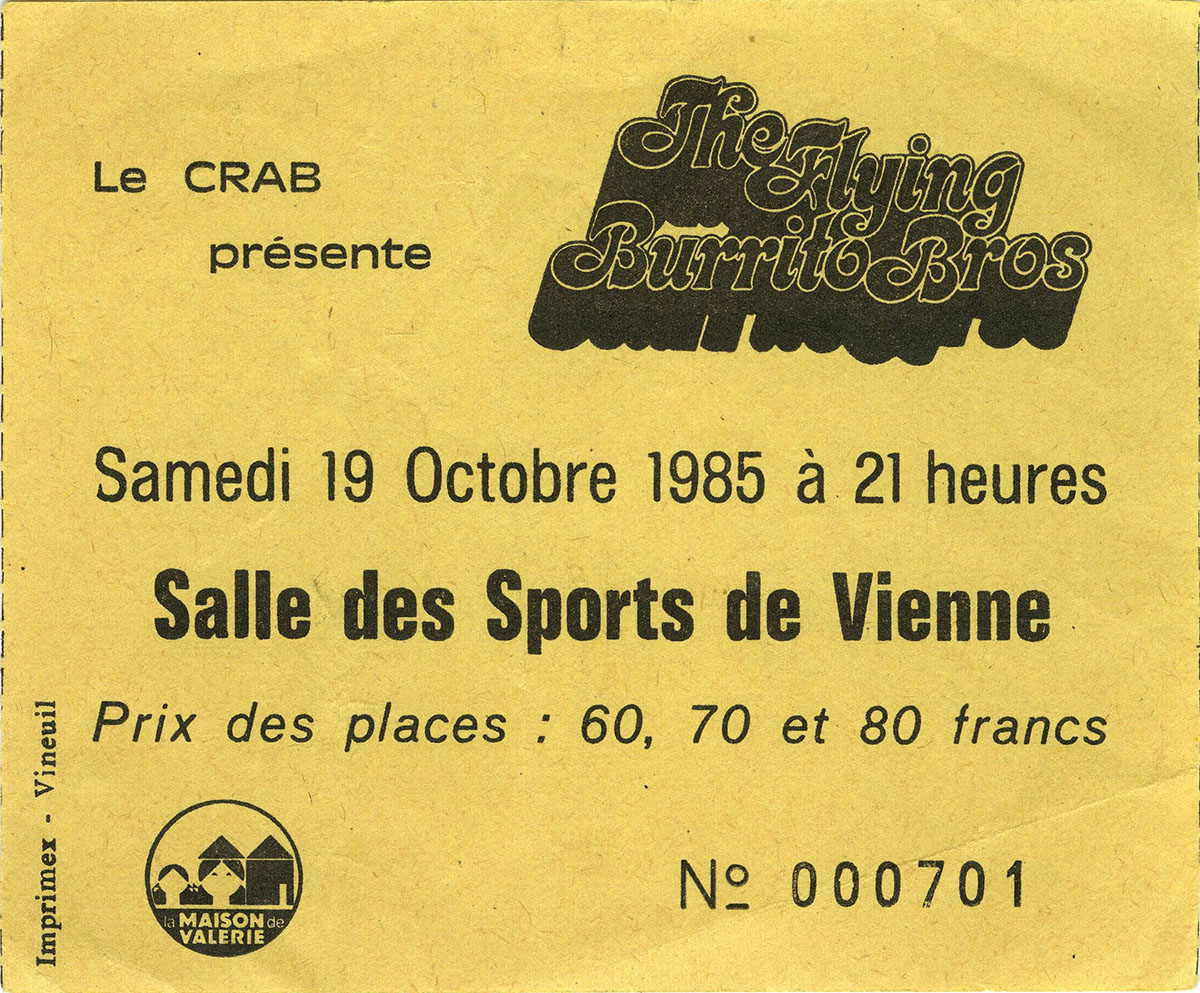 Le CRAB
présente
The Flying
Burrito Bros
Samedi 19 Octobre 1985 à 21 heures
Salle des Sports de Vienne
Prix des places : 60, 70 et 80 francs
la MAISON de
VALERIE
Nº 000701
Imprimex - Vineuil